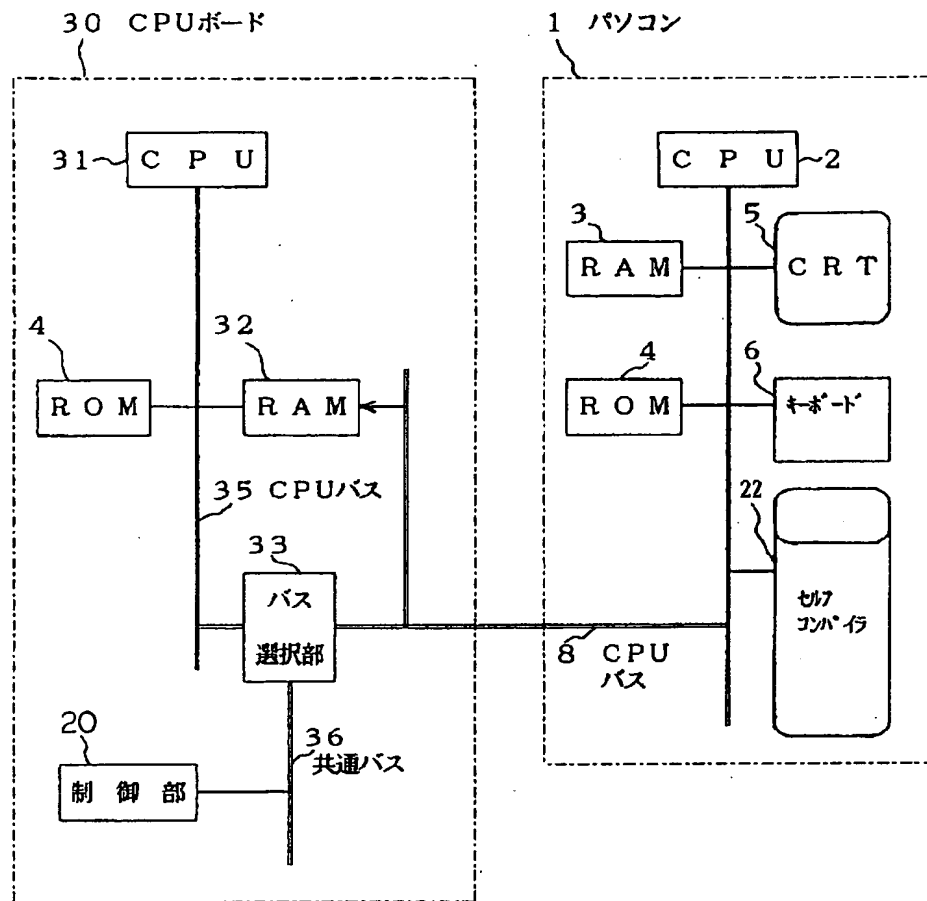 30 CPUボード
31 CPU
4 ROM
32 RAM
35 CPUバス
33
バス
選択部
36
共通バス
20
制御部
1 パソコン
CPU 2
3 RAM
5 CRT
4 ROM
6
キーボード
22
セルフ
コンパイラ
8 CPU
バス